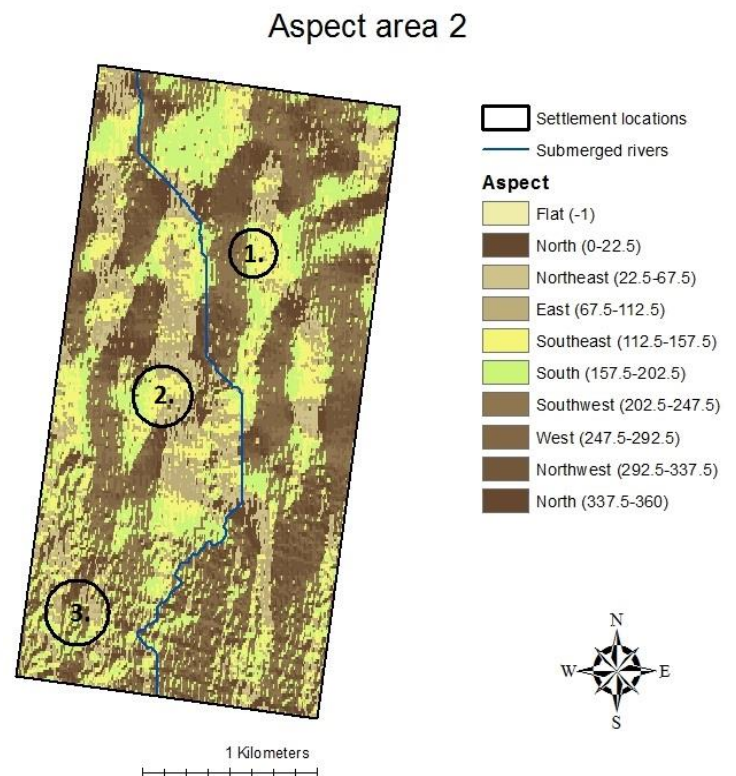 Aspect area 2
Settlement locations
Submerged rivers
Aspect
Flat (-1)
North (0-22.5)
Northeast (22.5-67.5)
East (67.5-112.5)
Southeast (112.5-157.5)
South (157.5-202.5)
Southwest (202.5-247.5)
West (247.5-292.5)
Northwest (292.5-337.5)
North (337.5-360)
1.
2.
3.
N
W E
S
1 Kilometers